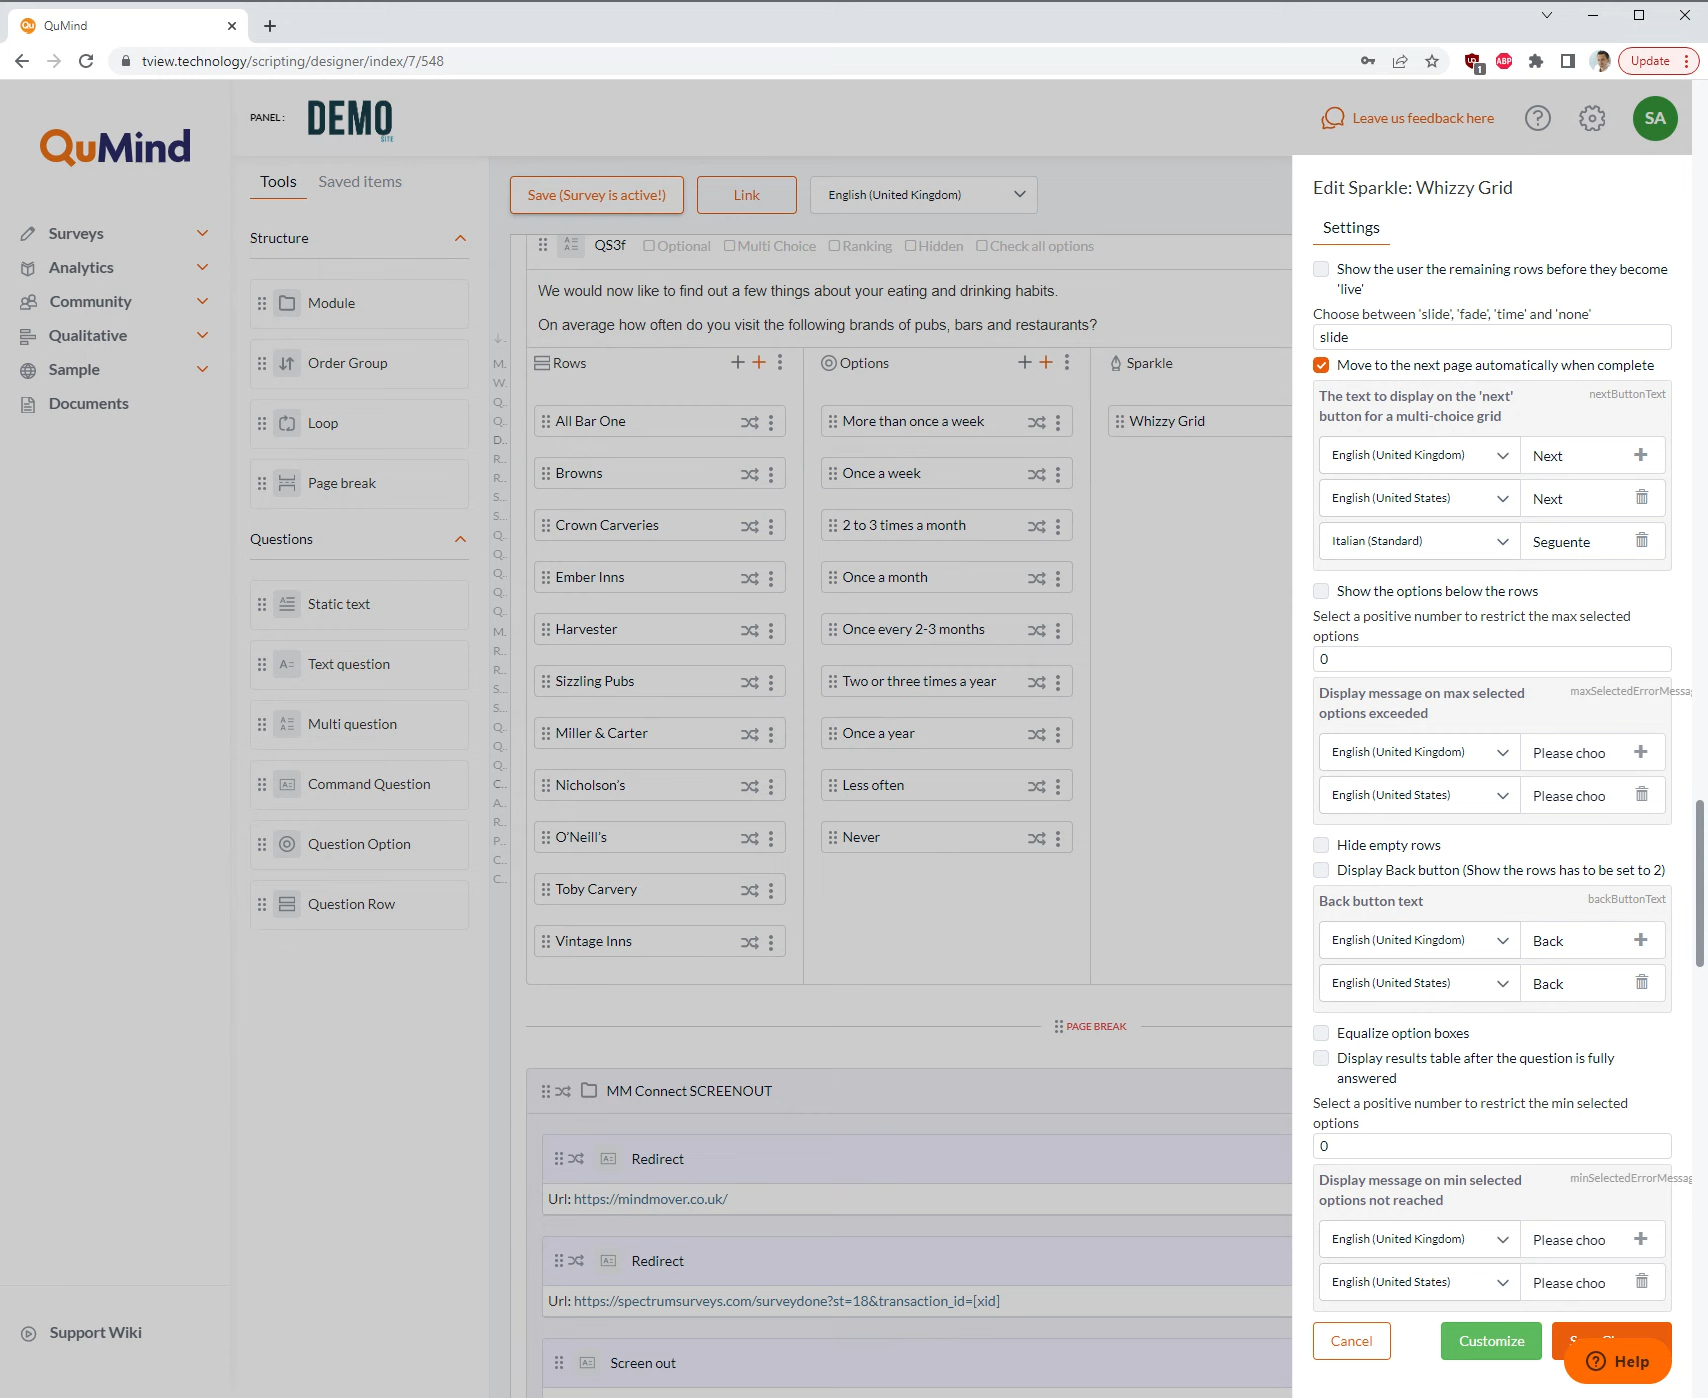 QuMind
tview.technology/scripting/designer/index/7/548
1
ABP
Update
QuMind
PANEL:
DEMO
SITE
Leave us feedback here
SA
Surveys
Analytics
Community
Qualitative
Sample
Documents
Support Wiki
Tools
Saved items
Structure
Module
Order Group
Loop
Page break
Questions
Static text
Text question
Multi question
Command Question
Question Option
Question Row
Save (Survey is active!)
Link
English (United Kingdom)
QS3f
Optional
Multi Choice
Ranking
Hidden
Check all options
We would now like to find out a few things about your eating and drinking habits.
On average how often do you visit the following brands of pubs, bars and restaurants?
Rows
Options
Sparkle
All Bar One
More than once a week
Whizzy Grid
Browns
Once a week
Crown Carveries
2 to 3 times a month
Ember Inns
Once a month
Harvester
Once every 2-3 months
Sizzling Pubs
Two or three times a year
Miller & Carter
Once a year
Nicholson's
Less often
O'Neill's
Never
Toby Carvery
Vintage Inns
PAGE BREAK
MM Connect SCREENOUT
Redirect
Url: https://mindmover.co.uk/
Redirect
Url: https://spectrumsurveys.com/surveydone?st=18&transaction_id=[xid]
Screen out
Edit Sparkle: Whizzy Grid
Settings
Show the user the remaining rows before they become
'live'
Choose between 'slide', 'fade', 'time' and 'none'
slide
Move to the next page automatically when complete
The text to display on the 'next'
button for a multi-choice grid
nextButtonText
English (United Kingdom)
Next
English (United States)
Next
Italian (Standard)
Seguente
Show the options below the rows
Select a positive number to restrict the max selected
options
0
Display message on max selected
options exceeded
maxSelectedErrorMessag
English (United Kingdom)
Please choo
English (United States)
Please choo
Hide empty rows
Display Back button (Show the rows has to be set to 2)
Back button text
backButtonText
English (United Kingdom)
Back
English (United States)
Back
Equalize option boxes
Display results table after the question is fully
answered
Select a positive number to restrict the min selected
options
0
Display message on min selected
options not reached
minSelectedErrorMessag
English (United Kingdom)
Please choo
English (United States)
Please choo
Cancel
Customize
Help